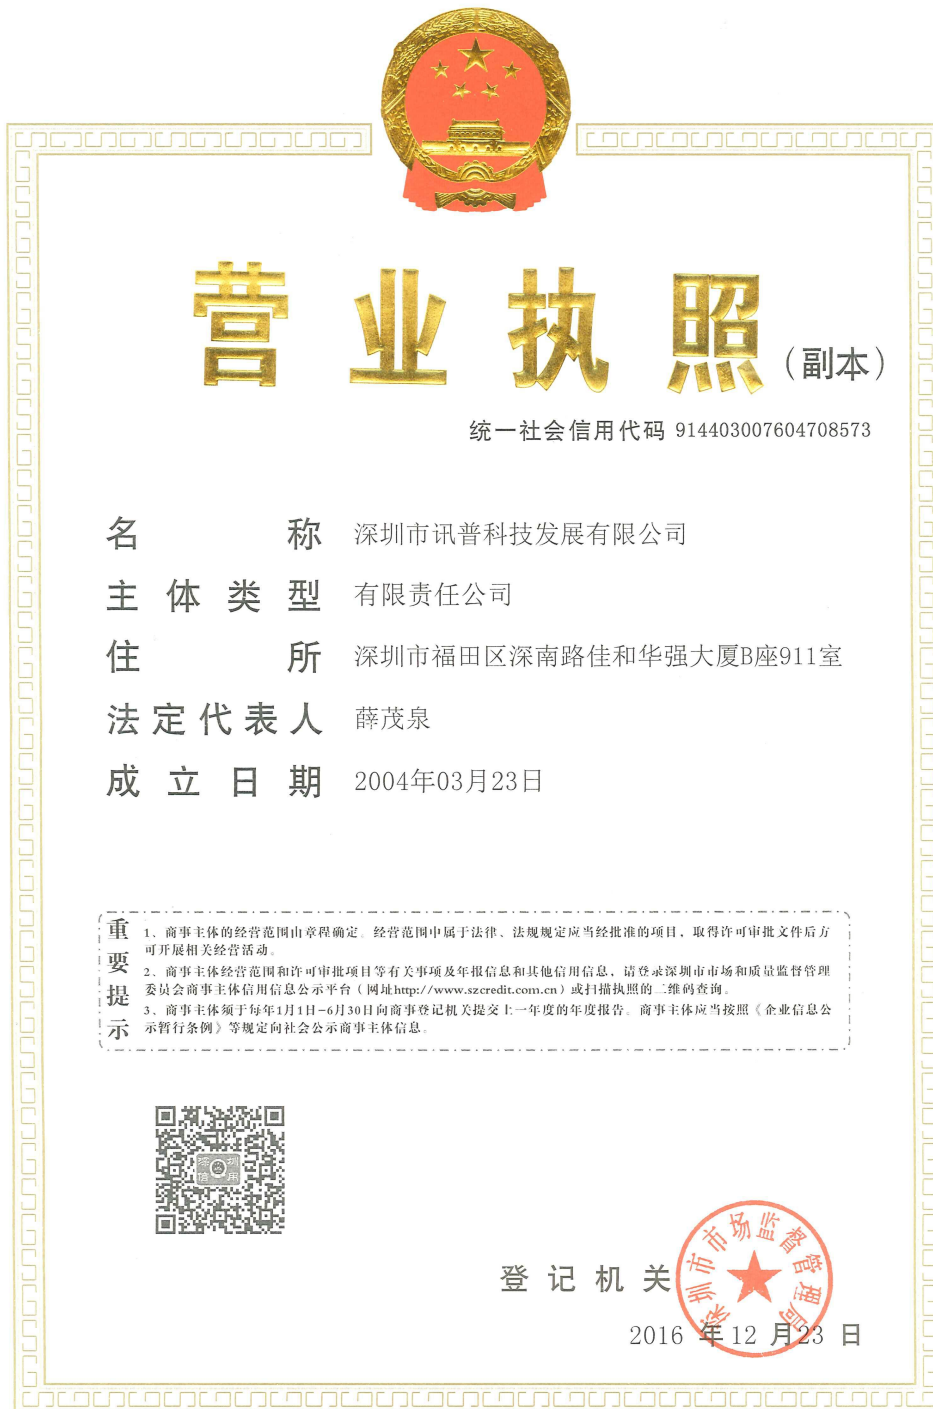 营业执照（副本）
统一社会信用代码 914403007604708573
名称 深圳市讯普科技发展有限公司
主体类型 有限责任公司
住所 深圳市福田区深南路佳和华强大厦B座911室
法定代表人 薛茂泉
成立日期 2004年03月23日
重要提示
1、商事主体的经营范围由章程确定。经营范围中属于法律、法规规定应当经批准的项目，取得许可审批文件后方
可开展相关经营活动。
2、商事主体经营范围和许可审批项目等有关事项及年报信息和其他信用信息，请登录深圳市市场和质量监督管理
委员会商事主体信用信息公示平台（网址http://www.szcredit.com.cn）或扫描执照的二维码查询。
3、商事主体须于每年1月1日-6月30日向商事登记机关提交上一年度的年度报告。商事主体应当按照《企业信息公
示暂行条例》等规定向社会公示商事主体信息。
深圳信用
登记机关
深圳市市场监督管理局
2016 年 12 月 23 日